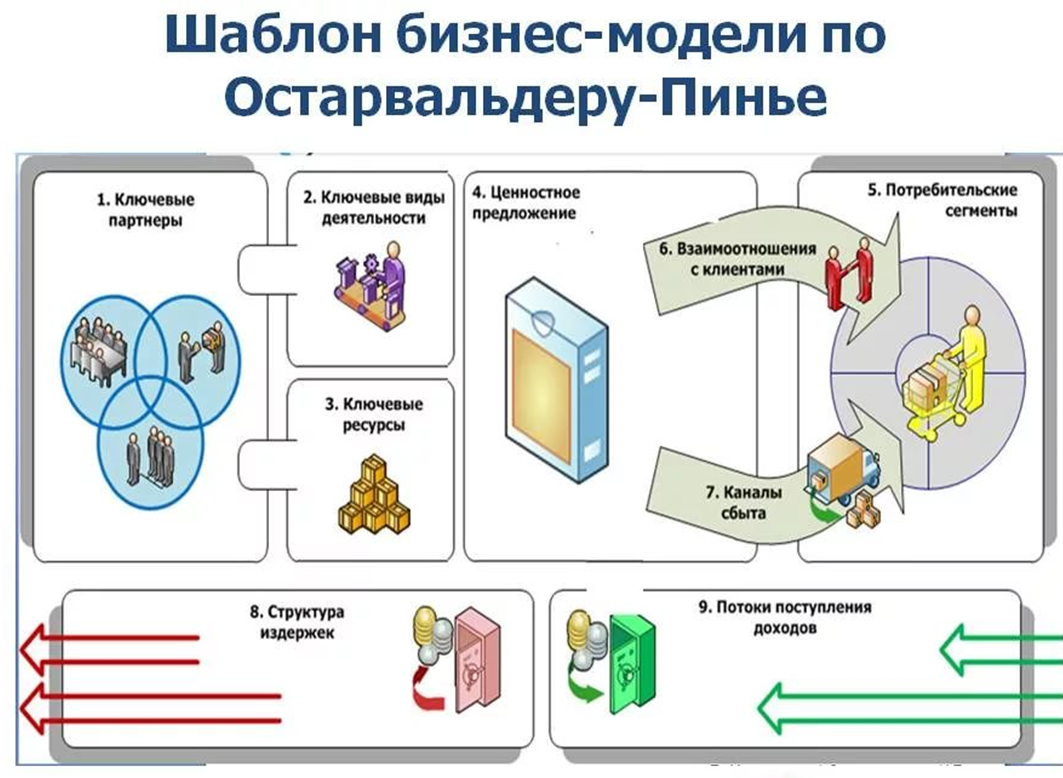 Шаблон бизнес-модели по
Остарвальдеру-Пинье
1. Ключевые
партнеры
2. Ключевые виды
деятельности
3. Ключевые
ресурсы
4. Ценностное
предложение
5. Потребительские
сегменты
6. Взаимоотношения
с клиентами
7. Каналы
сбыта
8. Структура
издержек
9. Потоки поступления
доходов